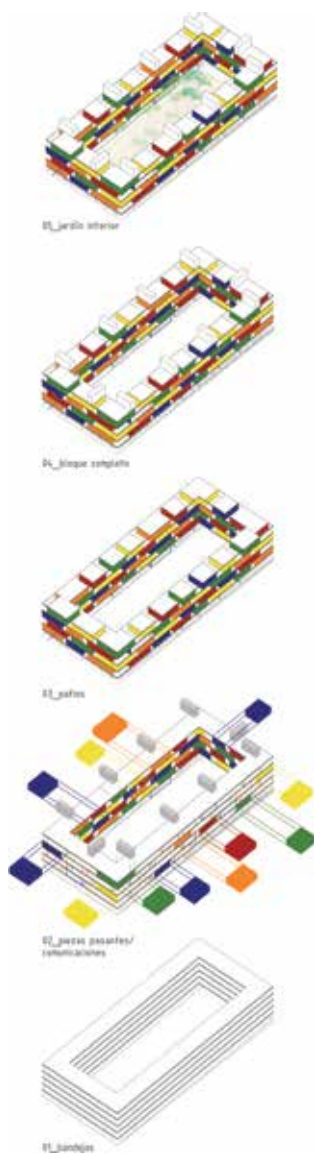 05_jardín interior
04_bloque completo
03_patios
02_piezas pasantes/
comunicaciones
01_bandejas